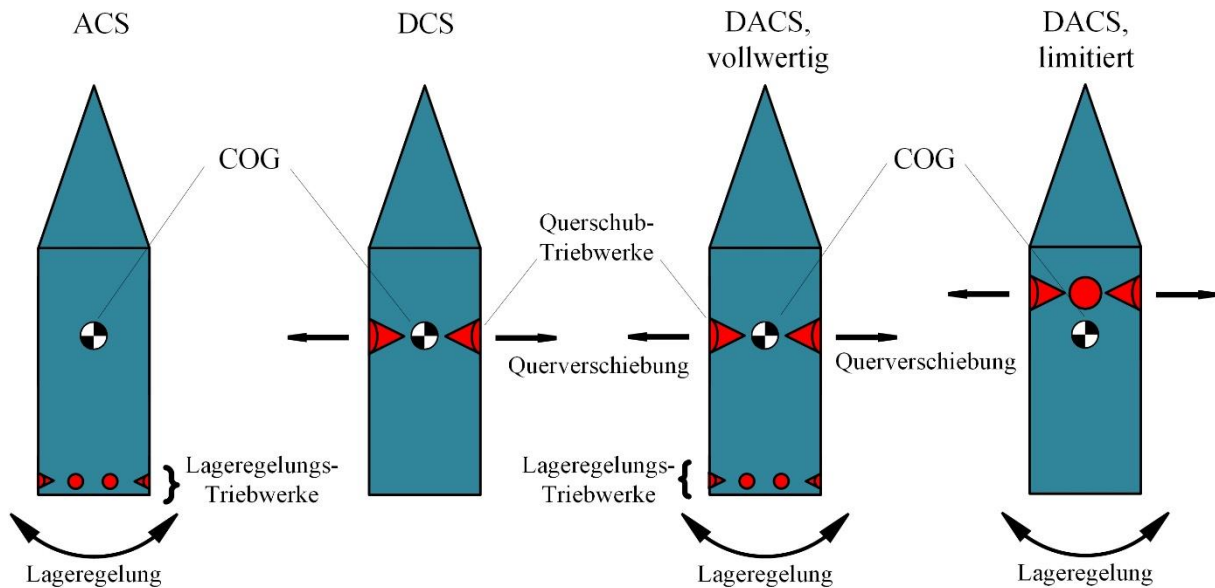 ACS
DCS
DACS,
vollwertig
DACS,
limitiert
COG
COG
Querschub-
Triebwerke
Querverschiebung
Querverschiebung
Lageregelungs-
Triebwerke
Lageregelungs-
Triebwerke
Lageregelung
Lageregelung
Lageregelung